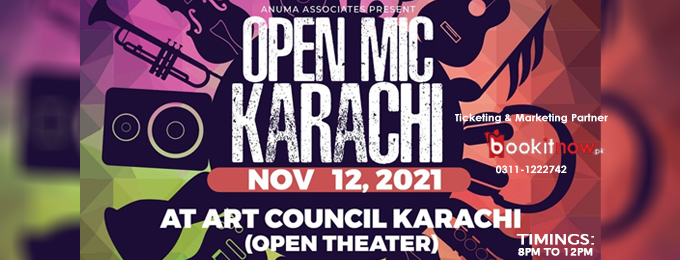 ANUMA ASSOCIATES PRESENT
OPEN MIC
KARACHI
NOV 12, 2021
AT ART COUNCIL KARACHI
(OPEN THEATER)
Ticketing & Marketing Partner
bookitnow.pk
0311-1222742
TIMINGS:
8PM TO 12PM